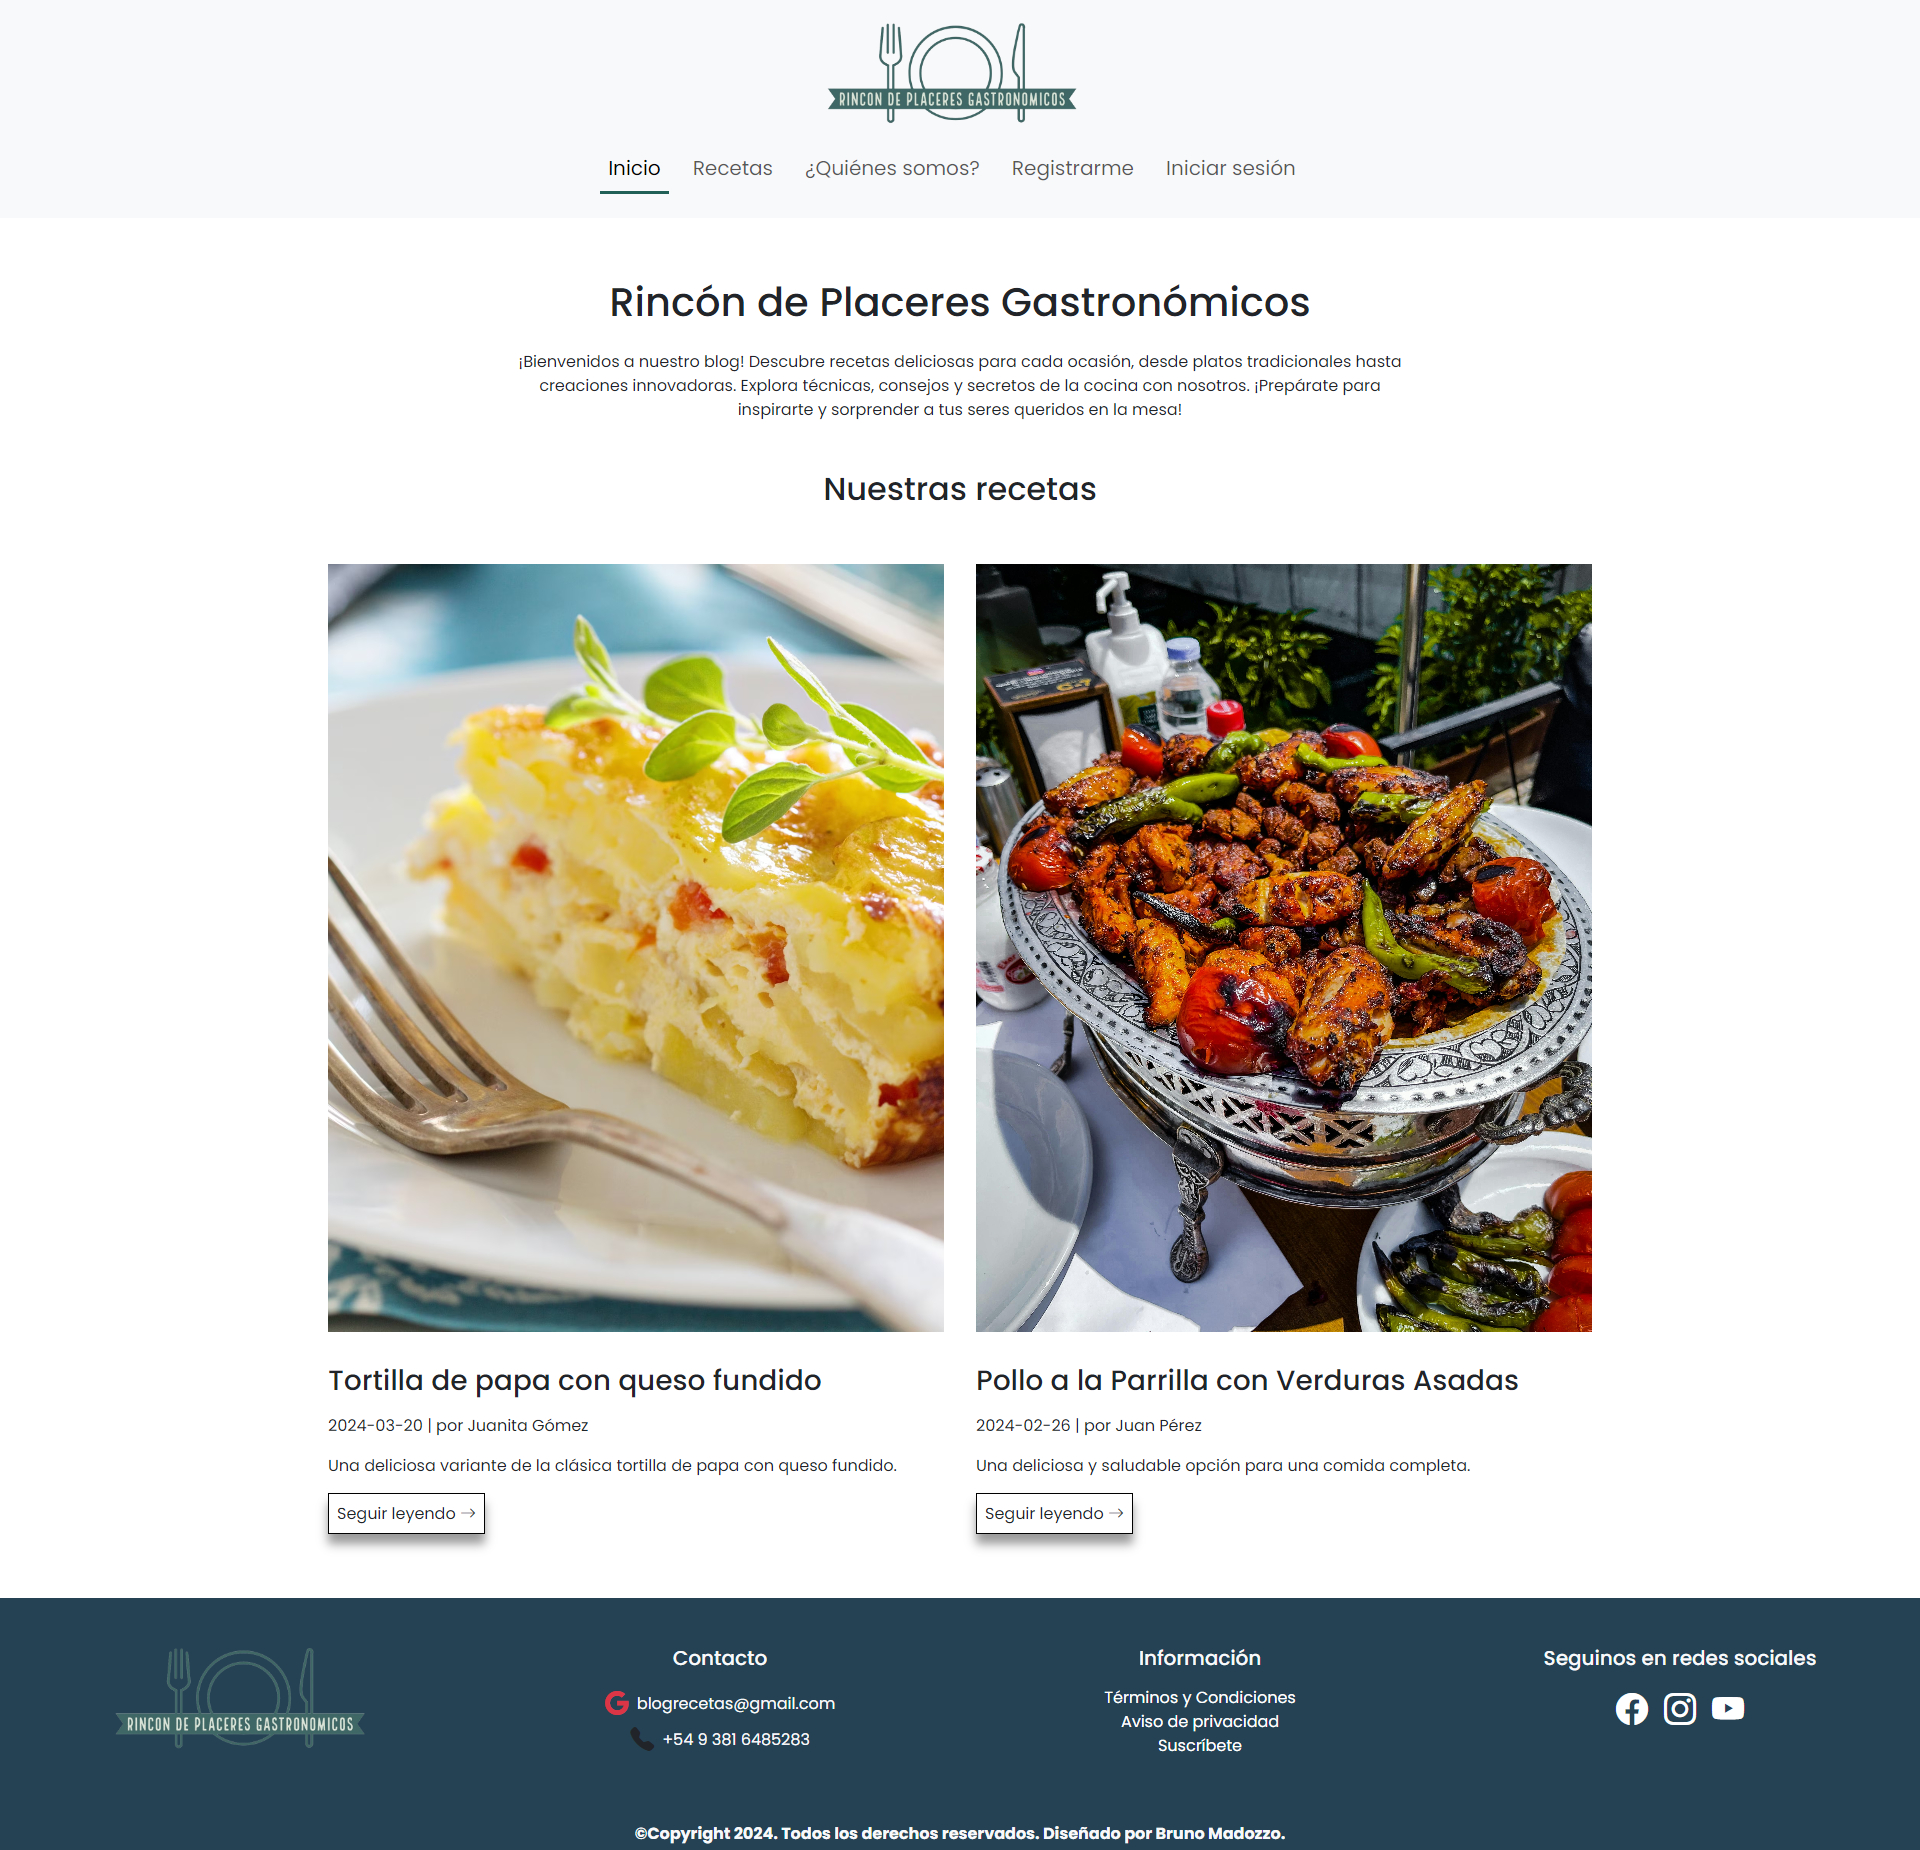 RINCON DE PLACERES GASTRONOMICOS
Inicio
Recetas
¿Quiénes somos?
Registrarme
Iniciar sesión
Rincón de Placeres Gastronómicos
¡Bienvenidos a nuestro blog! Descubre recetas deliciosas para cada ocasión, desde platos tradicionales hasta
creaciones innovadoras. Explora técnicas, consejos y secretos de la cocina con nosotros. ¡Prepárate para
inspirarte y sorprender a tus seres queridos en la mesa!
Nuestras recetas
Tortilla de papa con queso fundido
2024-03-20 | por Juanita Gómez
Una deliciosa variante de la clásica tortilla de papa con queso fundido.
Seguir leyendo →
Pollo a la Parrilla con Verduras Asadas
2024-02-26 | por Juan Pérez
Una deliciosa y saludable opción para una comida completa.
Seguir leyendo →
RINCON DE PLACERES GASTRONOMICOS
Contacto
blogrecetas@gmail.com
+54 9 381 6485283
Información
Términos y Condiciones
Aviso de privacidad
Suscríbete
Seguinos en redes sociales
©Copyright 2024. Todos los derechos reservados. Diseñado por Bruno Madozzo.